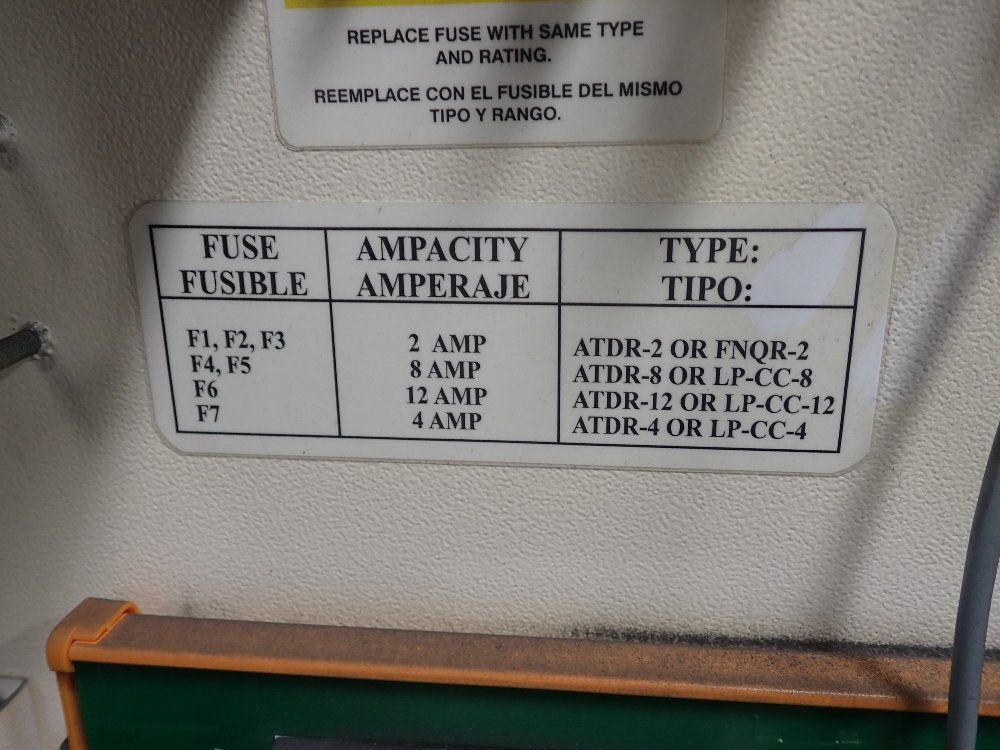 REPLACE FUSE WITH SAME TYPE
AND RATING.
REEMPLACE CON EL FUSIBLE DEL MISMO
TIPO Y RANGO.
FUSE AMPACITY TYPE:
FUSIBLE AMPERAJE TIPO:
F1, F2, F3 2 AMP ATDR-2 OR FNQR-2
F4, F5 8 AMP ATDR-8 OR LP-CC-8
F6 12 AMP ATDR-12 OR LP-CC-12
F7 4 AMP ATDR-4 OR LP-CC-4